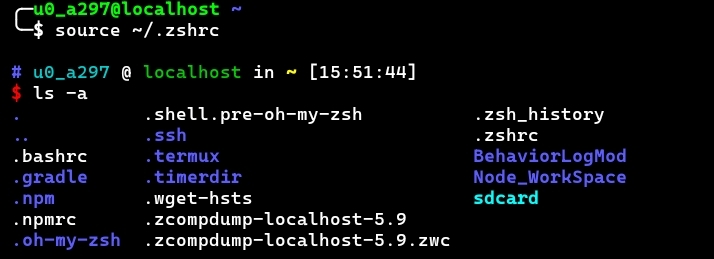 u0_a297@localhost ~
$ source ~/.zshrc
# u0_a297 @ localhost in ~ [15:51:44]
$ ls -a
. .shell.pre-oh-my-zsh .zsh_history
.. .ssh .zshrc
.bashrc .termux BehaviorLogMod
.gradle .timerdir Node_WorkSpace
.npm .wget-hsts sdcard
.npmrc .zcompdump-localhost-5.9
.oh-my-zsh .zcompdump-localhost-5.9.zwc